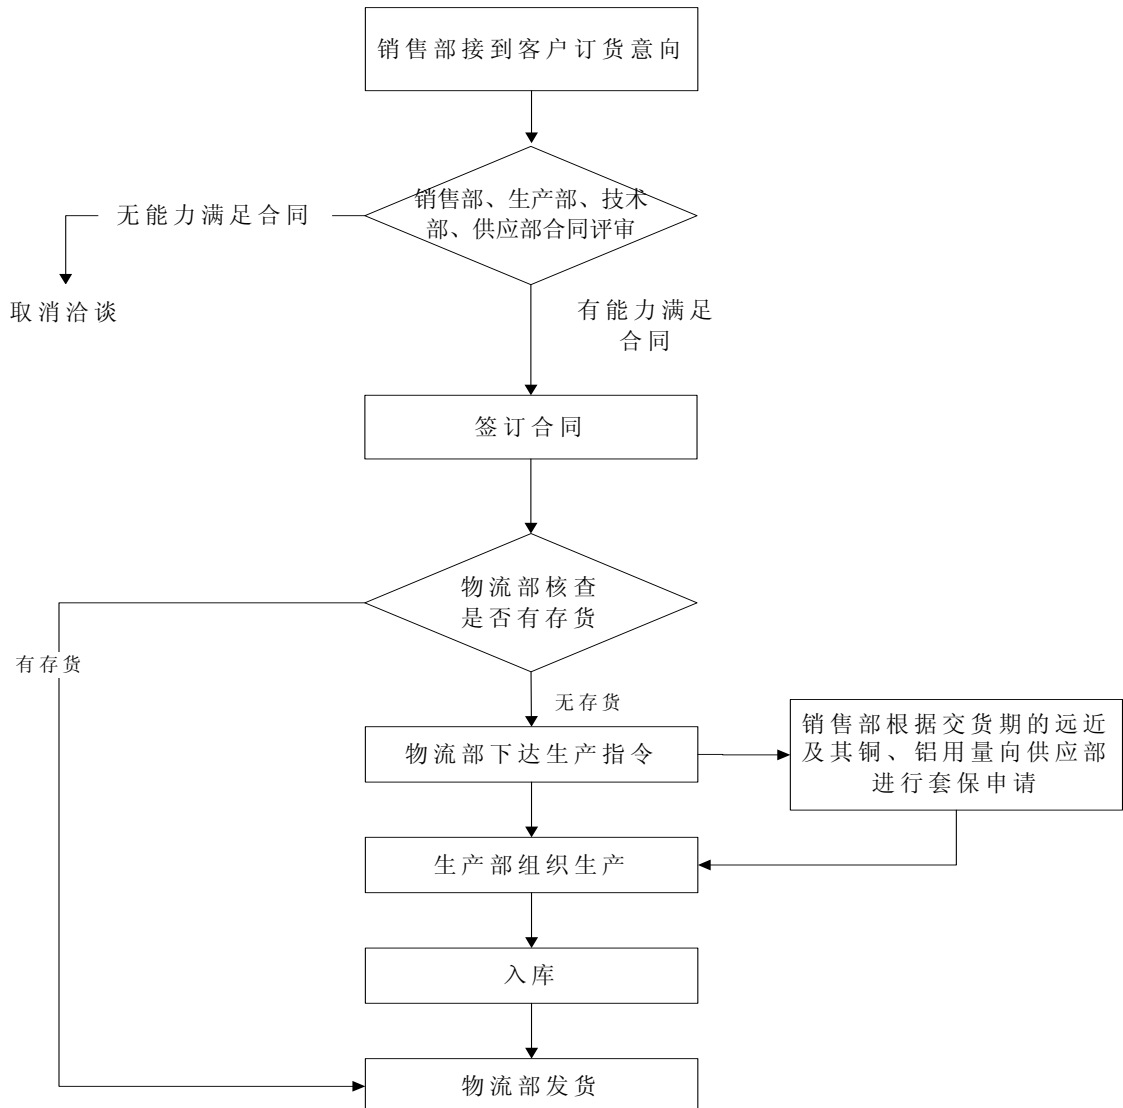 销售部接到客户订货意向
销售部、生产部、技术
部、供应部合同评审
无能力满足合同
取消洽谈
有能力满足
合同
签订合同
物流部核查
是否有存货
有存货
无存货
物流部下达生产指令
销售部根据交货期的远近
及其铜、铝用量向供应部
进行套保申请
生产部组织生产
入库
物流部发货